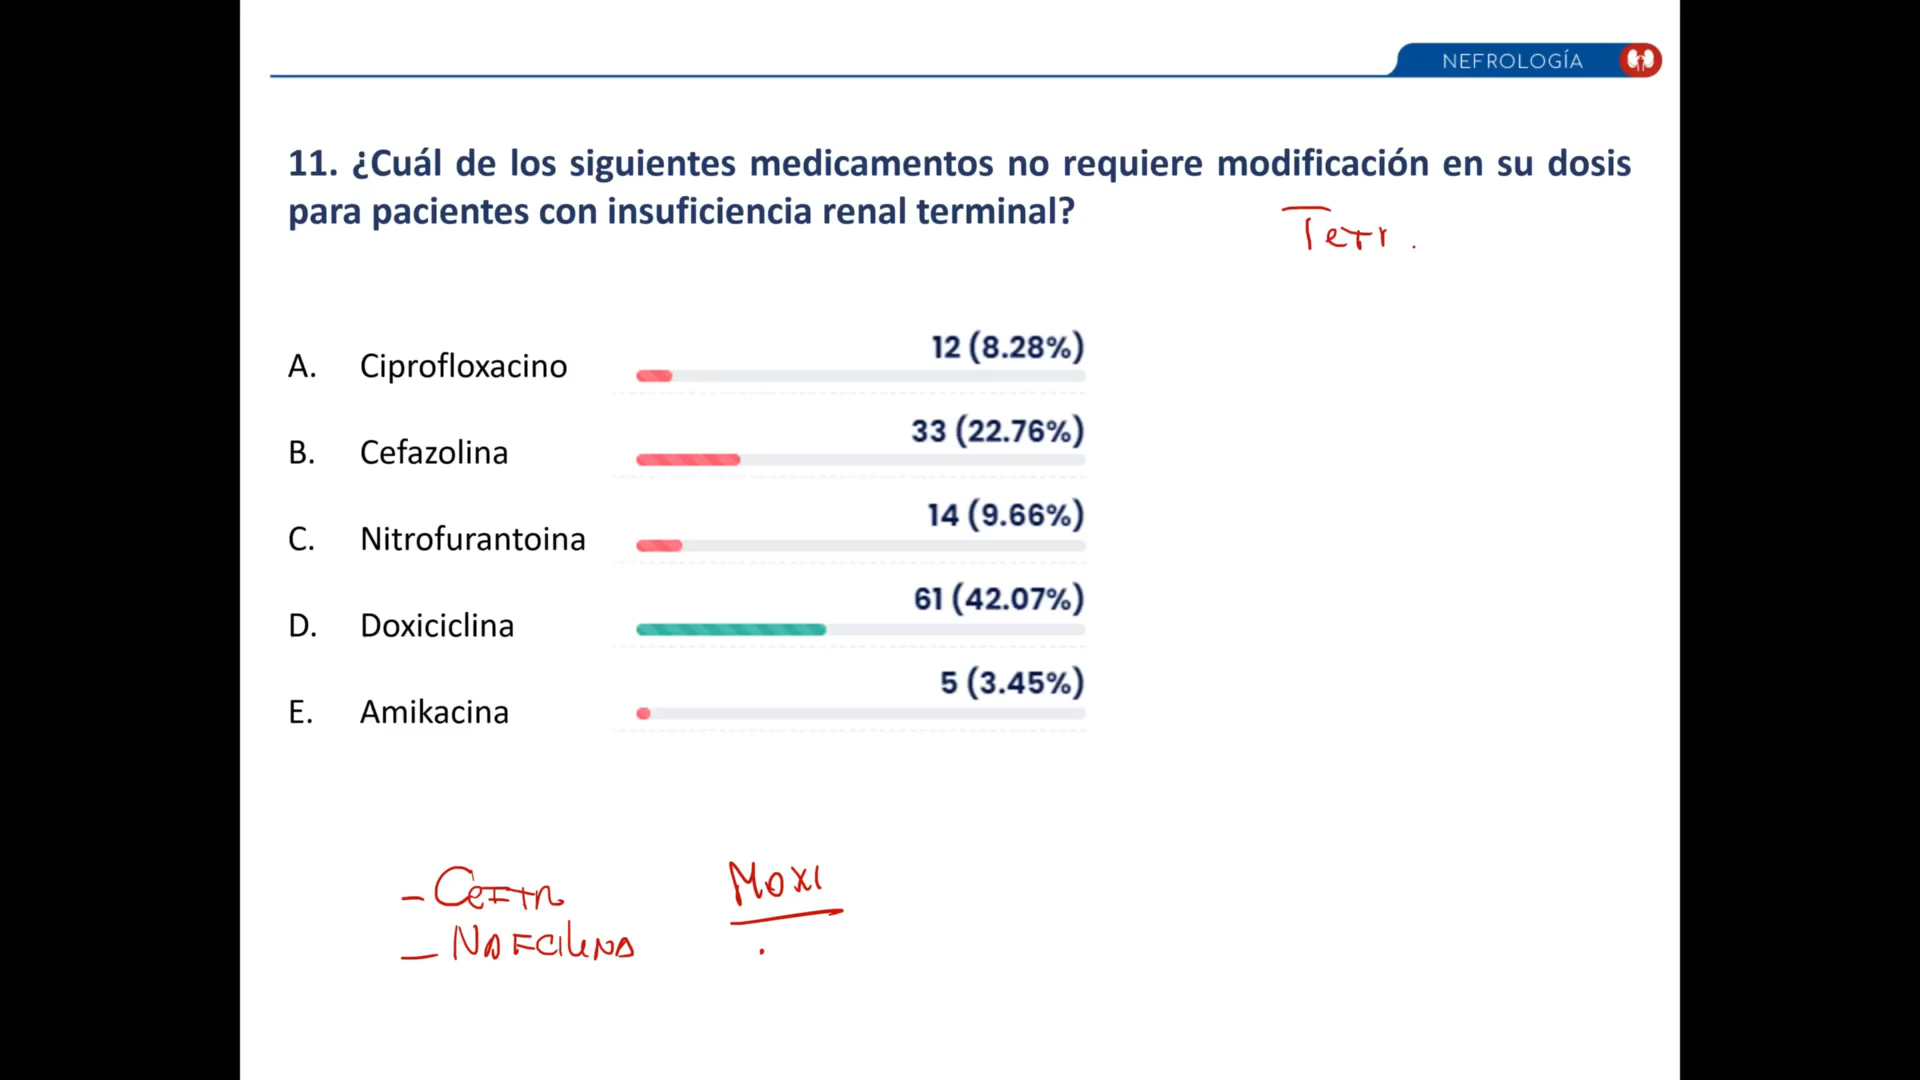 NEFROLOGÍA
11. ¿Cuál de los siguientes medicamentos no requiere modificación en su dosis
para pacientes con insuficiencia renal terminal?
Tetr.
A. Ciprofloxacino 12 (8.28%)
B. Cefazolina 33 (22.76%)
C. Nitrofurantoina 14 (9.66%)
D. Doxiciclina 61 (42.07%)
E. Amikacina 5 (3.45%)
Moxi
- Ceftr
- Nafcilina